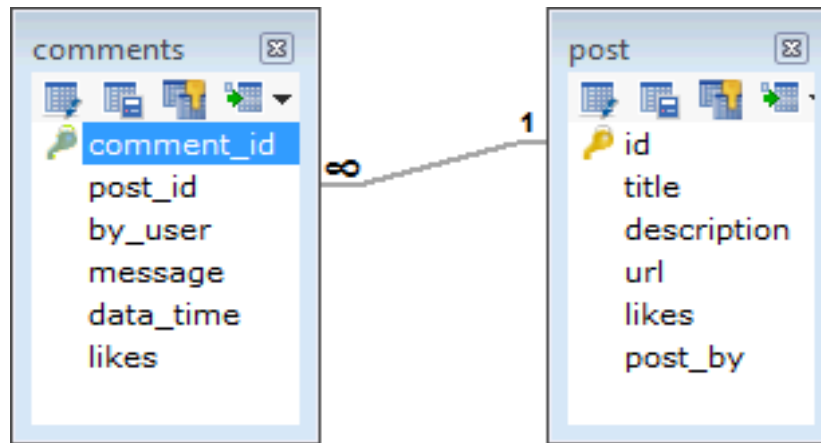 comments
comment_id
post_id
by_user
message
data_time
likes
∞
1
post
id
title
description
url
likes
post_by